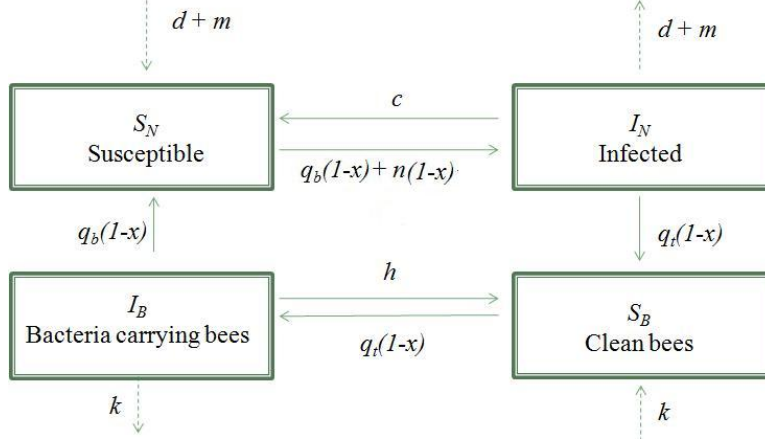 d + m
d + m
S_N
Susceptible
c
I_N
Infected
q_b(1-x) + n(1-x)
q_b(1-x)
q_t(1-x)
h
I_B
Bacteria carrying bees
S_B
Clean bees
q_t(1-x)
k
k